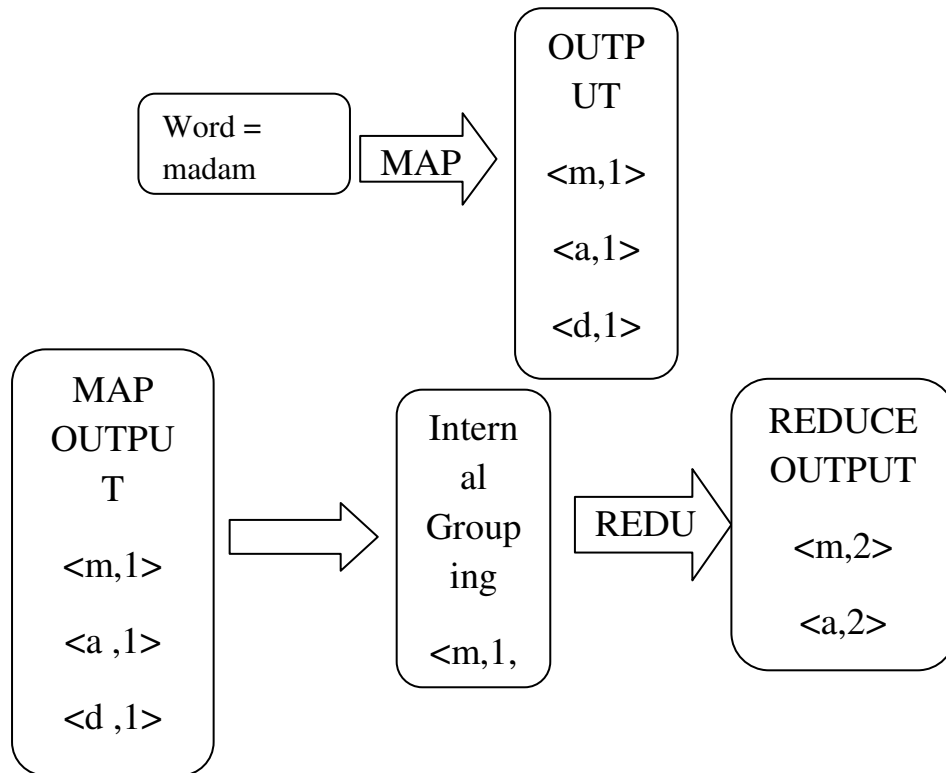 Word =
madam
MAP
OUTP
UT
<m,1>
<a,1>
<d,1>
MAP
OUTPU
T
<m,1>
<a ,1>
<d ,1>
Intern
al
Group
ing
<m,1,
REDU
REDUCE
OUTPUT
<m,2>
<a,2>